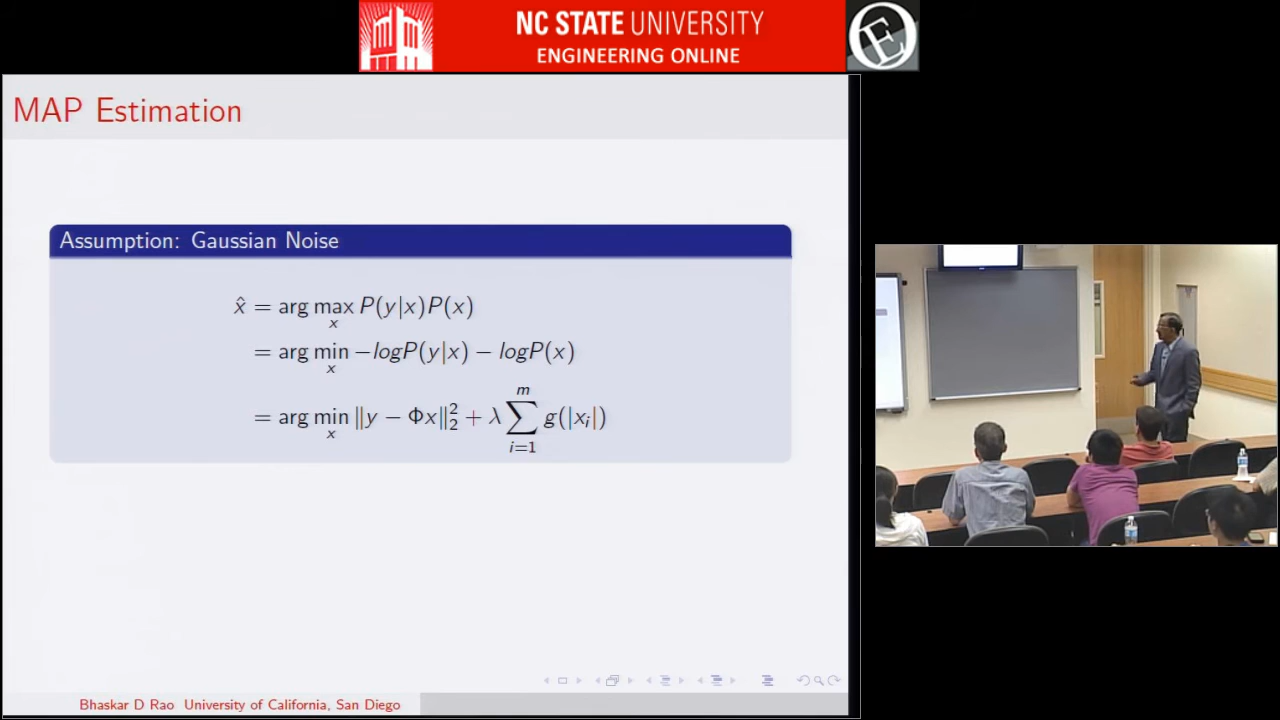 NC STATE UNIVERSITY
ENGINEERING ONLINE
MAP Estimation
Assumption: Gaussian Noise
x̂ = arg max_x P(y|x)P(x)
= arg min_x −logP(y|x) − logP(x)
= arg min_x ‖y − Φx‖₂² + λ ∑_{i=1}^{m} g(|x_i|)
Bhaskar D Rao University of California, San Diego